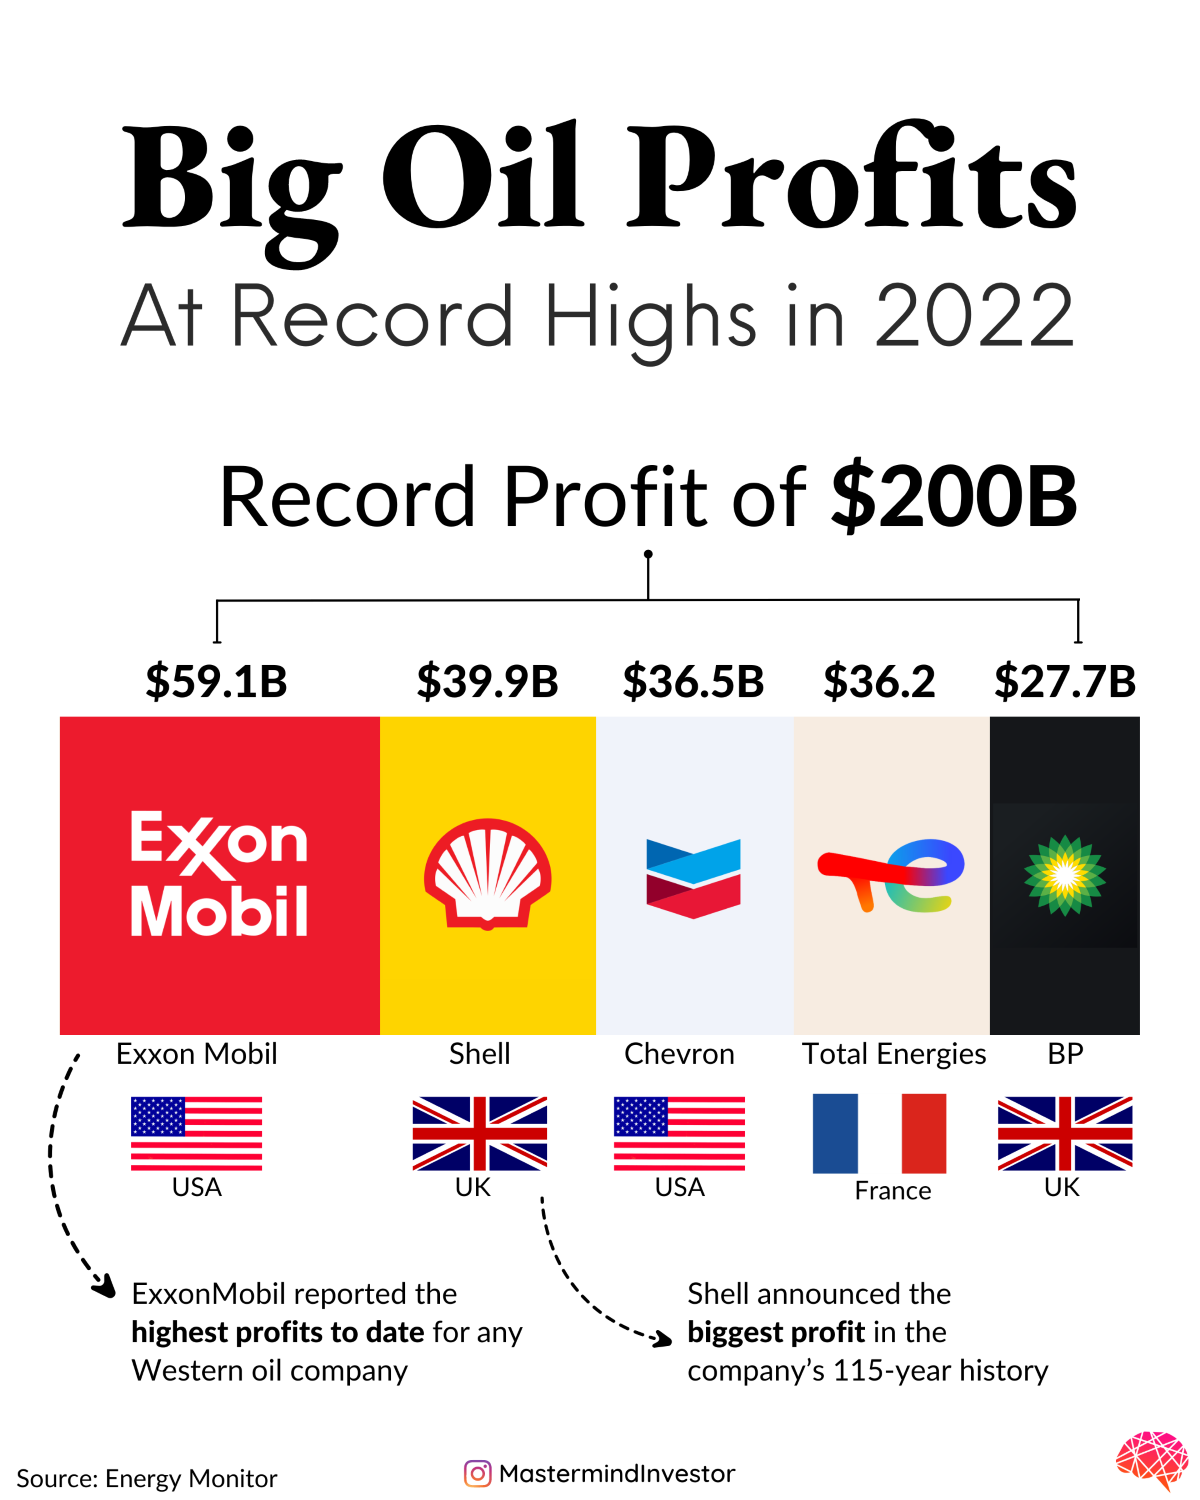 Big Oil Profits
At Record Highs in 2022
Record Profit of $200B
$59.1B $39.9B $36.5B $36.2 $27.7B
Exxon
Mobil
Exxon Mobil Shell Chevron Total Energies BP
USA UK USA France UK
ExxonMobil reported the
highest profits to date for any
Western oil company
Shell announced the
biggest profit in the
company's 115-year history
Source: Energy Monitor
MastermindInvestor